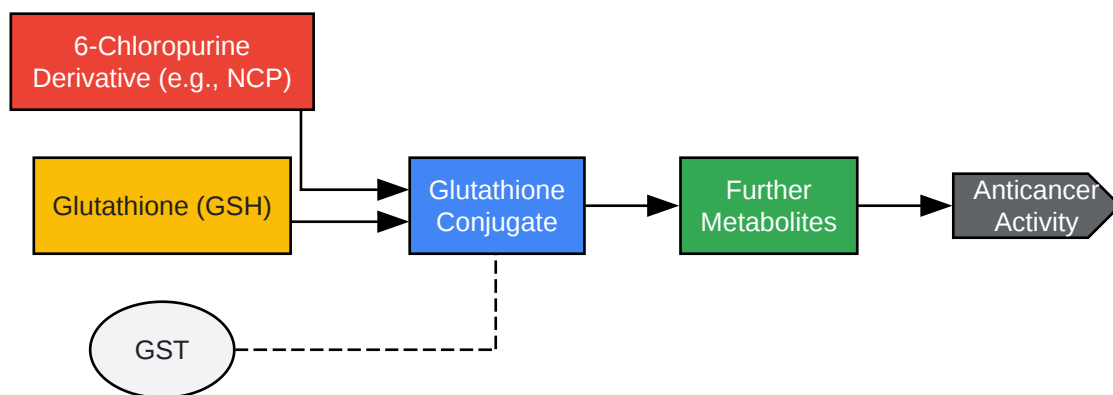 6-Chloropurine
Derivative (e.g., NCP)
Glutathione (GSH)
Glutathione
Conjugate
Further
Metabolites
Anticancer
Activity
GST